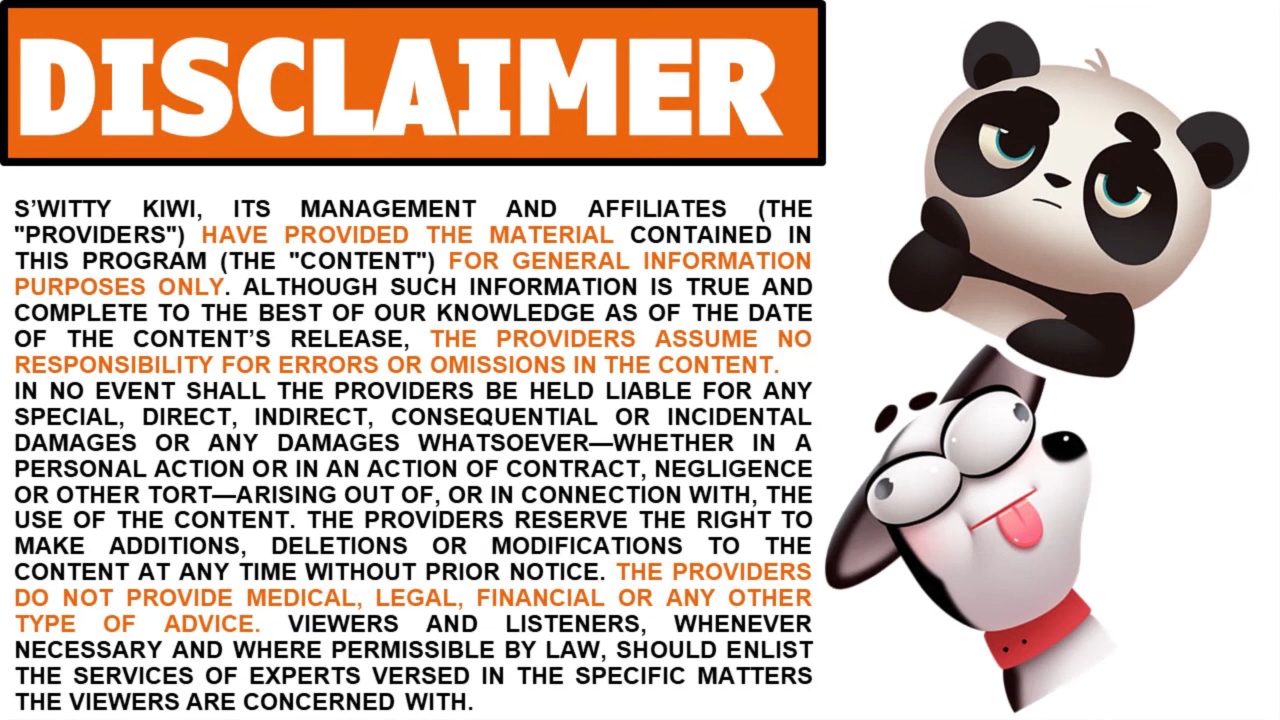 DISCLAIMER
S’WITTY KIWI, ITS MANAGEMENT AND AFFILIATES (THE
"PROVIDERS") HAVE PROVIDED THE MATERIAL CONTAINED IN
THIS PROGRAM (THE "CONTENT") FOR GENERAL INFORMATION
PURPOSES ONLY. ALTHOUGH SUCH INFORMATION IS TRUE AND
COMPLETE TO THE BEST OF OUR KNOWLEDGE AS OF THE DATE
OF THE CONTENT’S RELEASE, THE PROVIDERS ASSUME NO
RESPONSIBILITY FOR ERRORS OR OMISSIONS IN THE CONTENT.
IN NO EVENT SHALL THE PROVIDERS BE HELD LIABLE FOR ANY
SPECIAL, DIRECT, INDIRECT, CONSEQUENTIAL OR INCIDENTAL
DAMAGES OR ANY DAMAGES WHATSOEVER—WHETHER IN A
PERSONAL ACTION OR IN AN ACTION OF CONTRACT, NEGLIGENCE
OR OTHER TORT—ARISING OUT OF, OR IN CONNECTION WITH, THE
USE OF THE CONTENT. THE PROVIDERS RESERVE THE RIGHT TO
MAKE ADDITIONS, DELETIONS OR MODIFICATIONS TO THE
CONTENT AT ANY TIME WITHOUT PRIOR NOTICE. THE PROVIDERS
DO NOT PROVIDE MEDICAL, LEGAL, FINANCIAL OR ANY OTHER
TYPE OF ADVICE. VIEWERS AND LISTENERS, WHENEVER
NECESSARY AND WHERE PERMISSIBLE BY LAW, SHOULD ENLIST
THE SERVICES OF EXPERTS VERSED IN THE SPECIFIC MATTERS
THE VIEWERS ARE CONCERNED WITH.